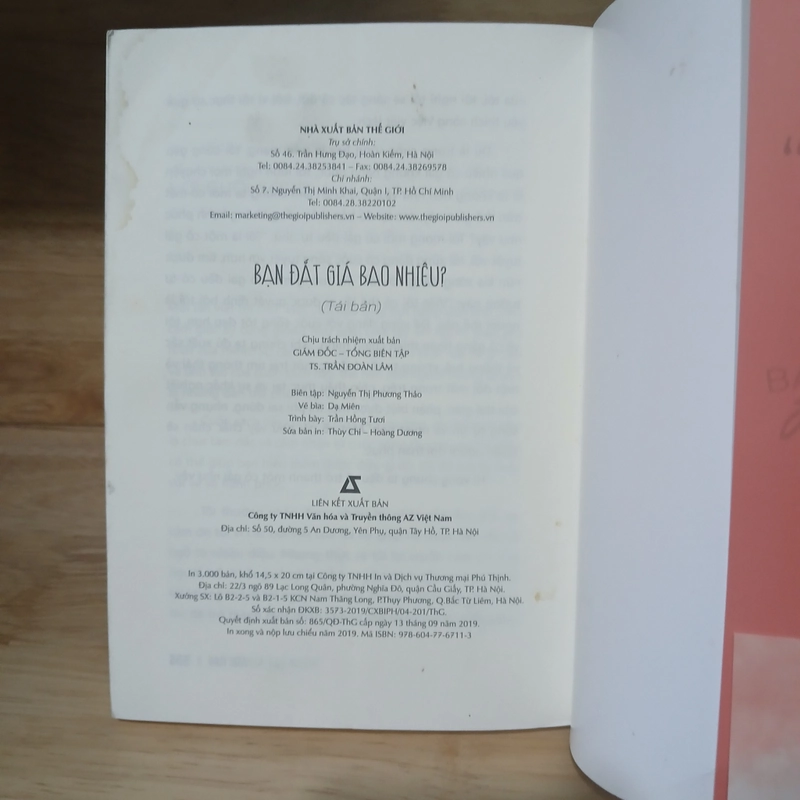 NHÀ XUẤT BẢN THẾ GIỚI
Trụ sở chính:
Số 46. Trần Hưng Đạo, Hoàn Kiếm, Hà Nội
Tel: 0084.24.38253841 – Fax: 0084.24.38269578
Chi nhánh:
Số 7. Nguyễn Thị Minh Khai, Quận I, TP. Hồ Chí Minh
Tel: 0084.28.38220102
Email: marketing@thegioipublishers.vn – Website: www.thegioipublishers.vn
BẠN ĐẮT GIÁ BAO NHIÊU?
(Tái bản)
Chịu trách nhiệm xuất bản
GIÁM ĐỐC – TỔNG BIÊN TẬP
TS. TRẦN ĐOÀN LÂM
Biên tập: Nguyễn Thị Phương Thảo
Vẽ bìa: Dạ Miên
Trình bày: Trần Hồng Tươi
Sửa bản in: Thùy Chi – Hoàng Dương
LIÊN KẾT XUẤT BẢN
Công ty TNHH Văn hóa và Truyền thông AZ Việt Nam
Địa chỉ: Số 50, đường 5 An Dương, Yên Phụ, quận Tây Hồ, TP. Hà Nội
In 3.000 bản, khổ 14,5 x 20 cm tại Công ty TNHH In và Dịch vụ Thương mại Phú Thịnh.
Địa chỉ: 22/3 ngõ 89 Lạc Long Quân, phường Nghĩa Đô, quận Cầu Giấy, TP. Hà Nội.
Xưởng SX: Lô B2-2-5 và B2-1-5 KCN Nam Thăng Long, P.Thụy Phương, Q.Bắc Từ Liêm, Hà Nội.
Số xác nhận ĐKXB: 3573-2019/CXBIPH/04-201/ThG.
Quyết định xuất bản số: 865/QĐ-ThG cấp ngày 13 tháng 09 năm 2019.
In xong và nộp lưu chiểu năm 2019. Mã ISBN: 978-604-77-6711-3